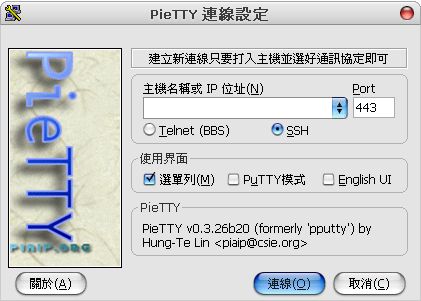 PieTTY 連線設定
PieTTY
PIAIP.ORG
建立新連線只要打入主機並選好通訊協定即可
主機名稱或 IP 位址(N)
Port
443
Telnet (BBS)
SSH
使用界面
選單列(M)
PuTTY模式
English UI
PieTTY
PieTTY v0.3.26b20 (formerly 'pputty') by
Hung-Te Lin <piaip@csie.org>
關於(A)
連線(O)
取消(C)